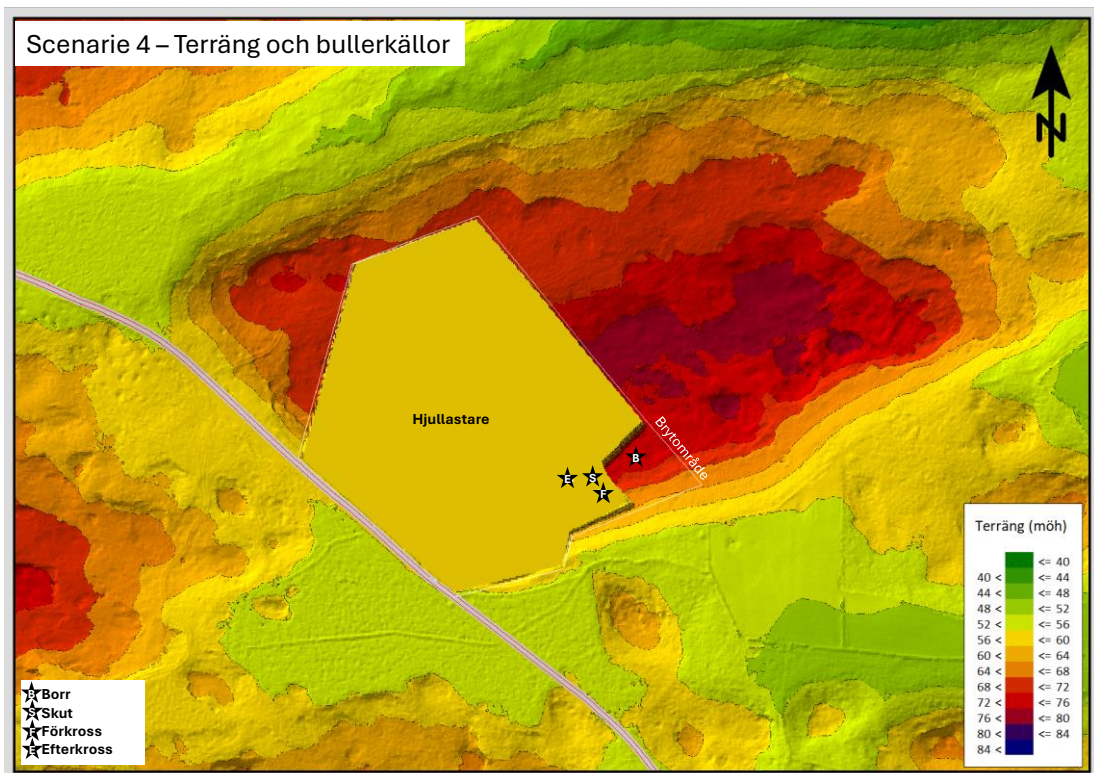 Scenarie 4 – Terräng och bullerkällor
N
Hjullastare
Brytområde
B
E
S
F
Terräng (möh)
<= 40
40 < <= 44
44 < <= 48
48 < <= 52
52 < <= 56
56 < <= 60
60 < <= 64
64 < <= 68
68 < <= 72
72 < <= 76
76 < <= 80
80 < <= 84
84 <
B Borr
S Skut
F Förkross
E Efterkross